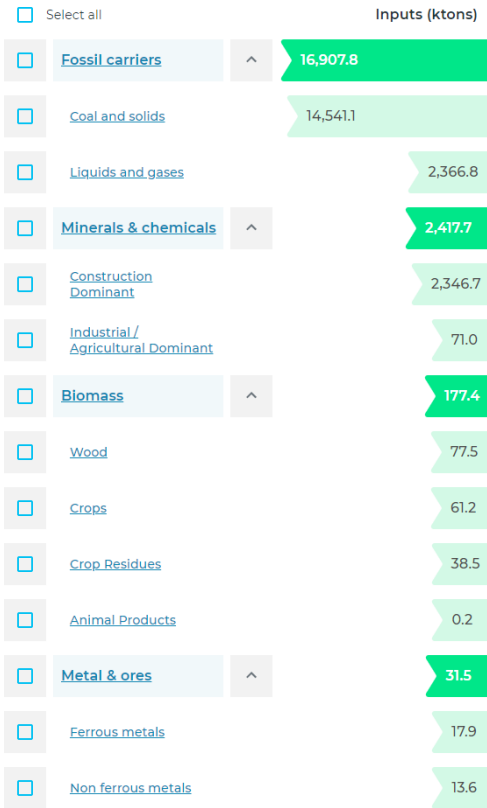 Select all Inputs (ktons)
Fossil carriers 16,907.8
Coal and solids 14,541.1
Liquids and gases 2,366.8
Minerals & chemicals 2,417.7
Construction
Dominant 2,346.7
Industrial /
Agricultural Dominant 71.0
Biomass 177.4
Wood 77.5
Crops 61.2
Crop Residues 38.5
Animal Products 0.2
Metal & ores 31.5
Ferrous metals 17.9
Non ferrous metals 13.6